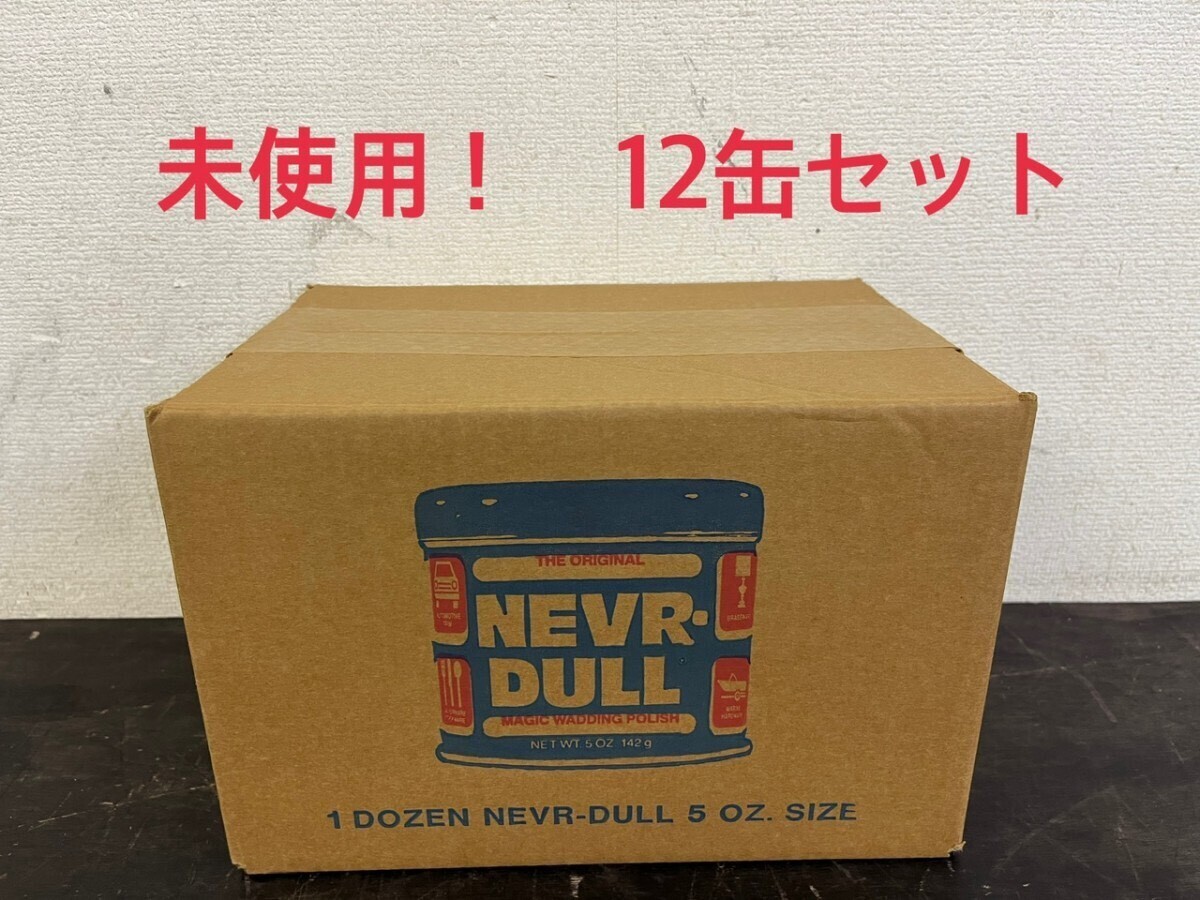 未使用！　12缶セット
THE ORIGINAL
NEVR-
DULL
MAGIC WADDING POLISH
NET WT. 5 OZ. 142 g
1 DOZEN NEVR-DULL 5 OZ. SIZE